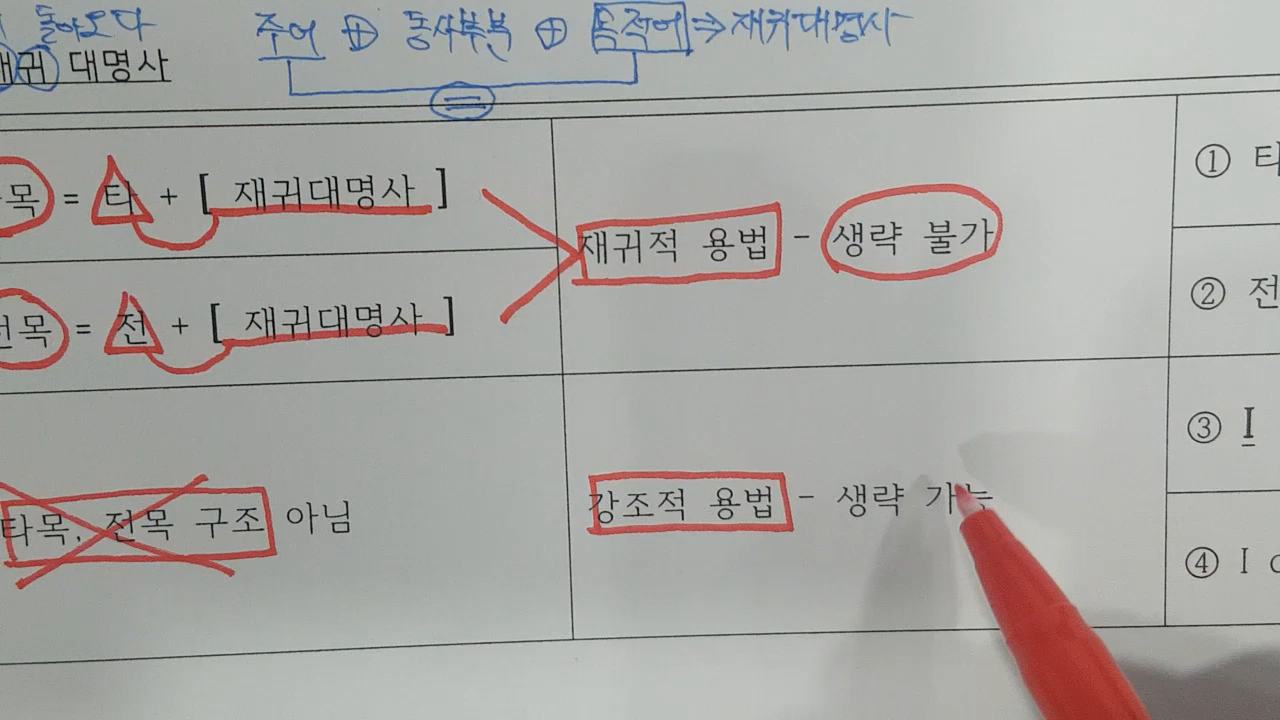 돌아오다 주어 ⊕ 동사부분 ⊕ 목적어 ⇒ 재귀대명사
재귀 대명사
=
목 = 타 + [ 재귀대명사 ]
재귀적 용법 - 생략 불가
① 타
전목 = 전 + [ 재귀대명사 ]
② 전
타목, 전목 구조 아님
강조적 용법 - 생략 가능
③ I
④ I